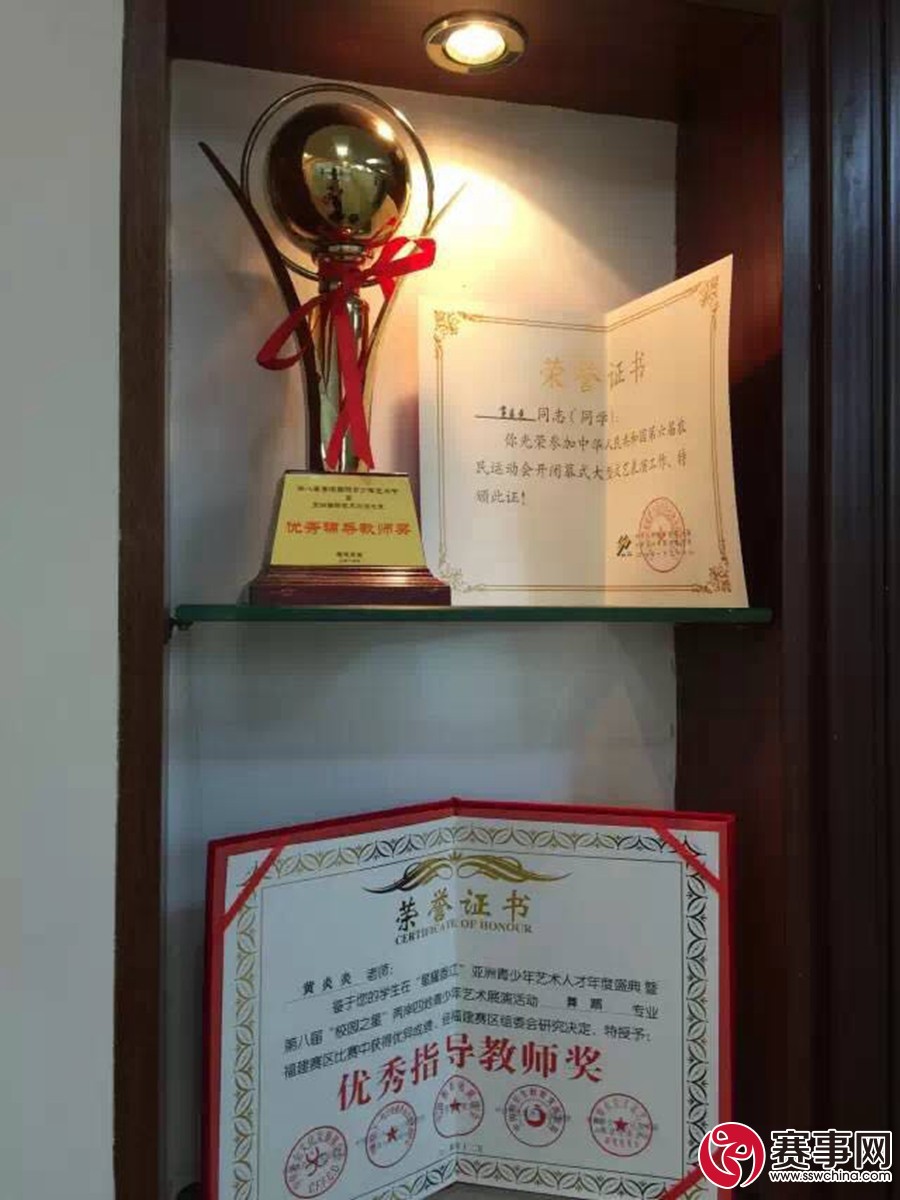 优秀辅导教师奖
荣誉证书
同志(同学):
你光荣参加中华人民共和国第六届农
民运动会开闭幕式大型文艺表演工作、特
颁此证!
荣誉证书
CERTIFICATE OF HONOUR
黄炎炎 老师:
鉴于您的学生在“星耀香江”亚洲青少年艺术人才年度盛典 暨
第八届“校园之星”两岸四地青少年艺术展演活动 舞蹈 专业
福建赛区比赛中获得优异成绩,经福建赛区组委会研究决定,特授予:
优秀指导教师奖
赛事网
www.sswchina.com